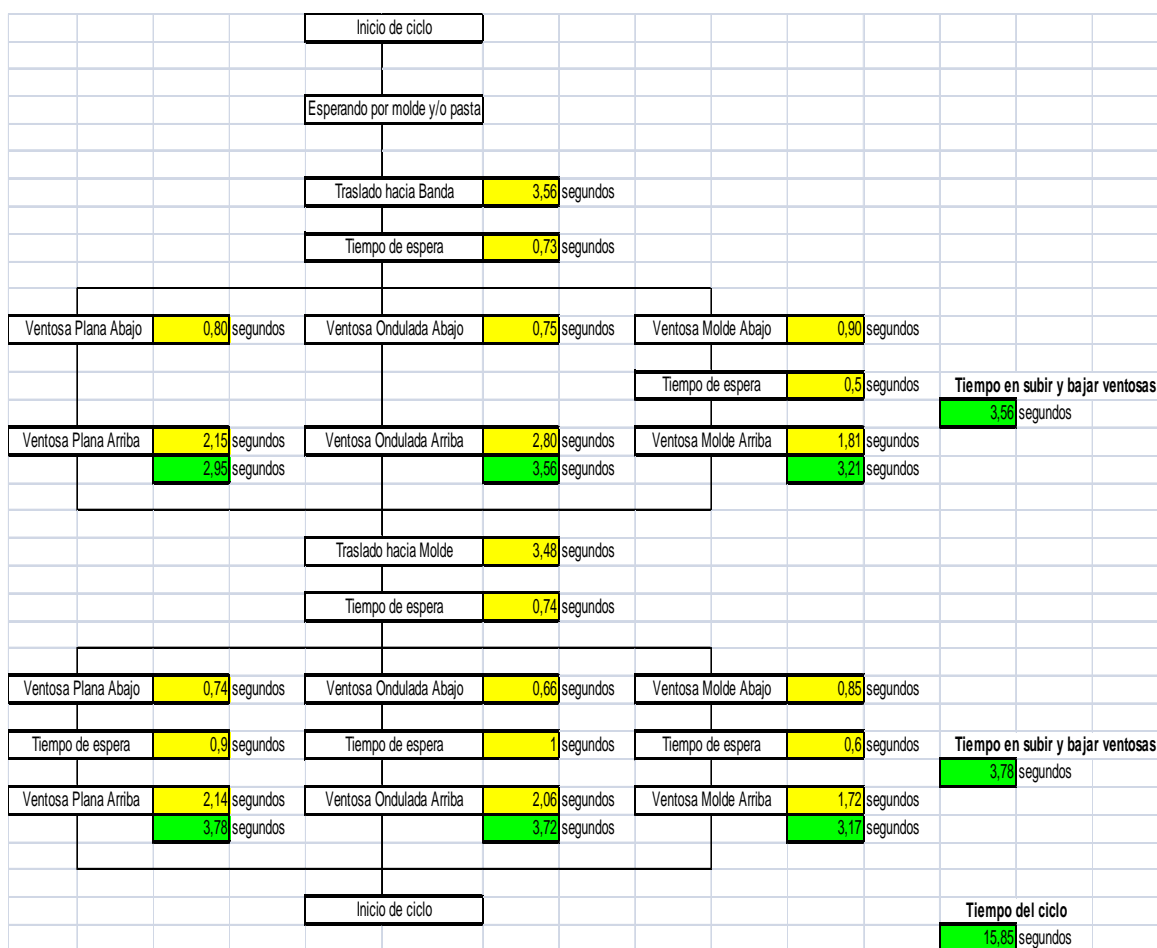 Inicio de ciclo
Esperando por molde y/o pasta
Traslado hacia Banda 3,56 segundos
Tiempo de espera 0,73 segundos
Ventosa Plana Abajo 0,80 segundos Ventosa Ondulada Abajo 0,75 segundos Ventosa Molde Abajo 0,90 segundos
Tiempo de espera 0,5 segundos Tiempo en subir y bajar ventosas
3,56 segundos
Ventosa Plana Arriba 2,15 segundos Ventosa Ondulada Arriba 2,80 segundos Ventosa Molde Arriba 1,81 segundos
2,95 segundos 3,56 segundos 3,21 segundos
Traslado hacia Molde 3,48 segundos
Tiempo de espera 0,74 segundos
Ventosa Plana Abajo 0,74 segundos Ventosa Ondulada Abajo 0,66 segundos Ventosa Molde Abajo 0,85 segundos
Tiempo de espera 0,9 segundos Tiempo de espera 1 segundos Tiempo de espera 0,6 segundos Tiempo en subir y bajar ventosas
3,78 segundos
Ventosa Plana Arriba 2,14 segundos Ventosa Ondulada Arriba 2,06 segundos Ventosa Molde Arriba 1,72 segundos
3,78 segundos 3,72 segundos 3,17 segundos
Inicio de ciclo Tiempo del ciclo
15,85 segundos